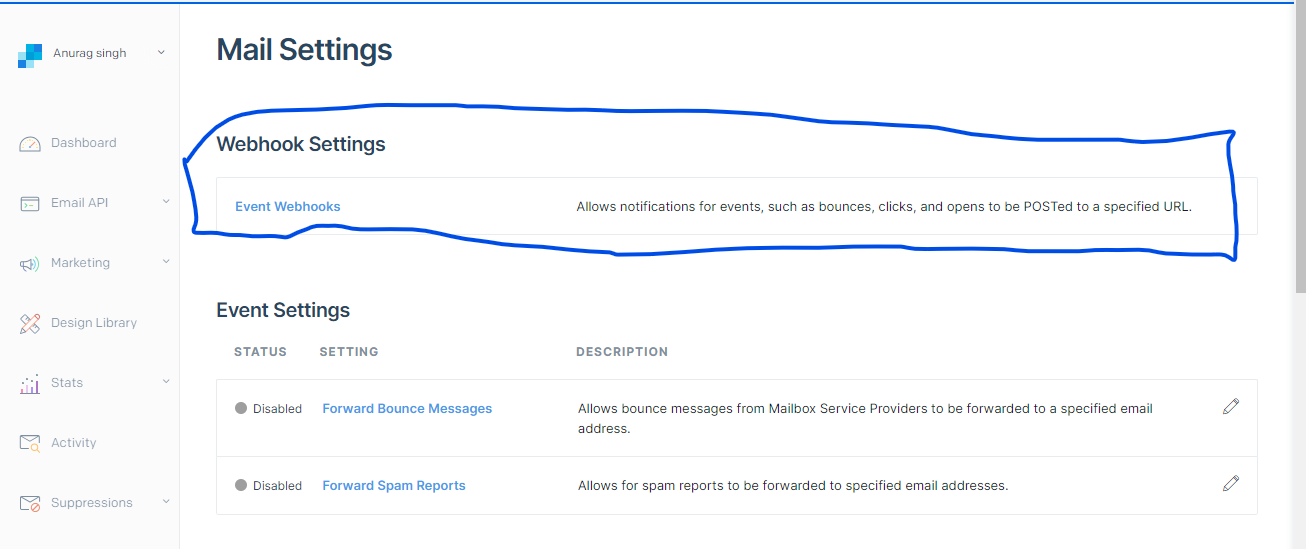 Anurag singh
Mail Settings
Dashboard
Email API
Marketing
Design Library
Stats
Activity
Suppressions
Webhook Settings
Event Webhooks Allows notifications for events, such as bounces, clicks, and opens to be POSTed to a specified URL.
Event Settings
STATUS SETTING DESCRIPTION
Disabled Forward Bounce Messages Allows bounce messages from Mailbox Service Providers to be forwarded to a specified email
address.
Disabled Forward Spam Reports Allows for spam reports to be forwarded to specified email addresses.